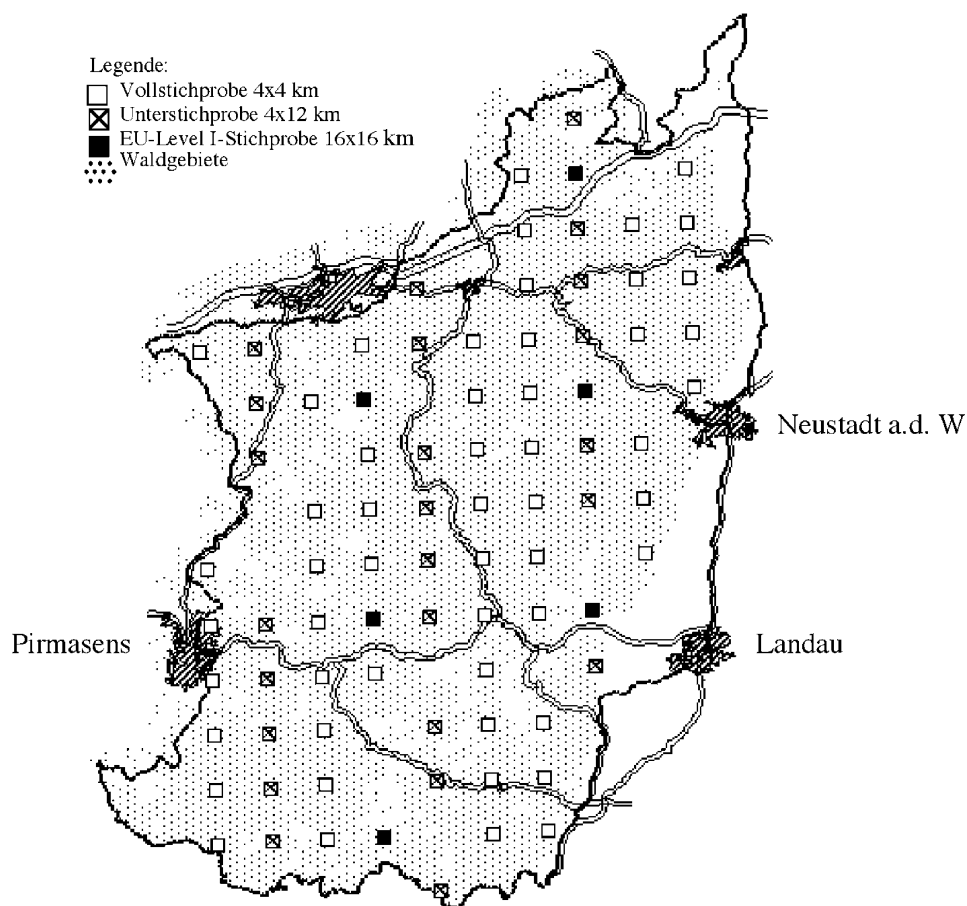 Legende:
Vollstichprobe 4x4 km
Unterstichprobe 4x12 km
EU-Level I-Stichprobe 16x16 km
Waldgebiete
Neustadt a.d. W
Pirmasens
Landau